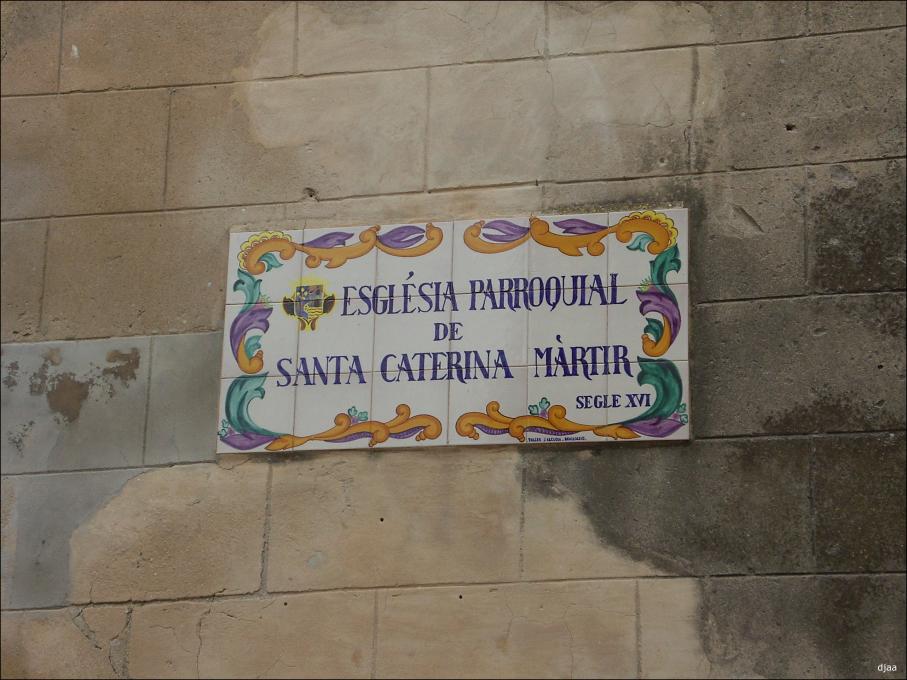 ESGLÉSIA PARROQUIAL
DE
SANTA CATERINA MÀRTIR
SEGLE XVI
djaa